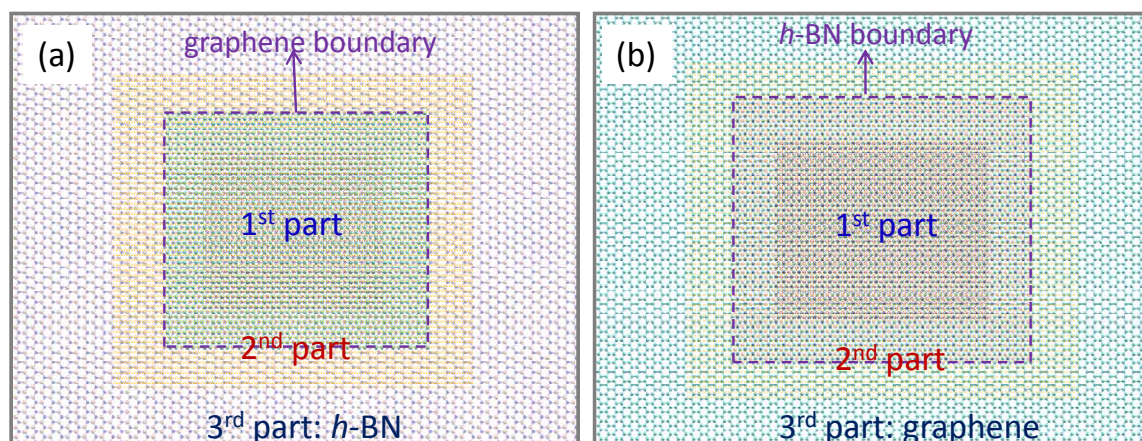 (a)
graphene boundary
1st part
2nd part
3rd part: h-BN
(b)
h-BN boundary
1st part
2nd part
3rd part: graphene